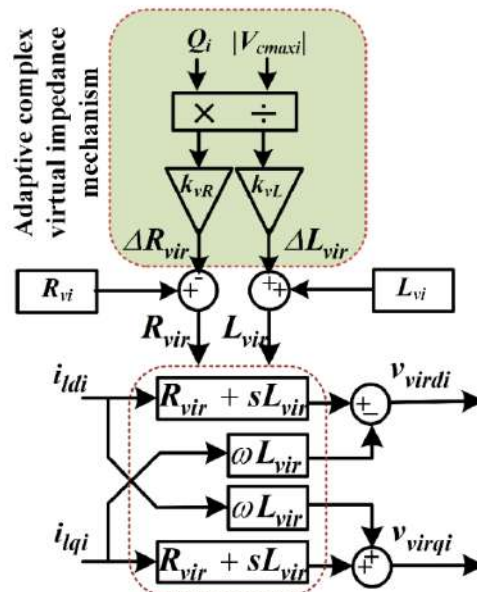 Adaptive complex
virtual impedance
mechanism
Q_i |V_cmaxi|
× ÷
k_vR k_vL
ΔR_vir ΔL_vir
R_vi - + + + L_vi
R_vir L_vir
i_ldi R_vir + sL_vir + - v_virdi
ωL_vir
ωL_vir
i_lqi R_vir + sL_vir + + v_virqi